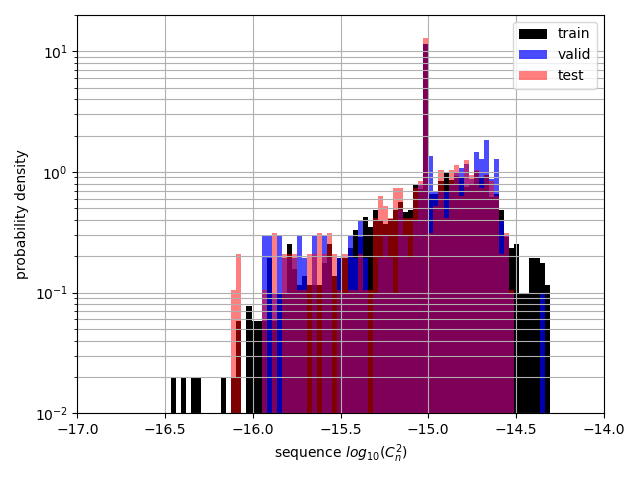 train
valid
test
probability density
10¹
10⁰
10⁻¹
10⁻²
−17.0 −16.5 −16.0 −15.5 −15.0 −14.5 −14.0
sequence log₁₀(Cₙ²)